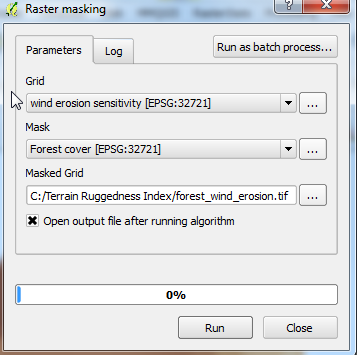 Raster masking
Parameters
Log
Run as batch process...
Grid
wind erosion sensitivity [EPSG:32721]
...
Mask
Forest cover [EPSG:32721]
...
Masked Grid
C:/Terrain Ruggedness Index/forest_wind_erosion.tif
...
Open output file after running algorithm
0%
Run
Close